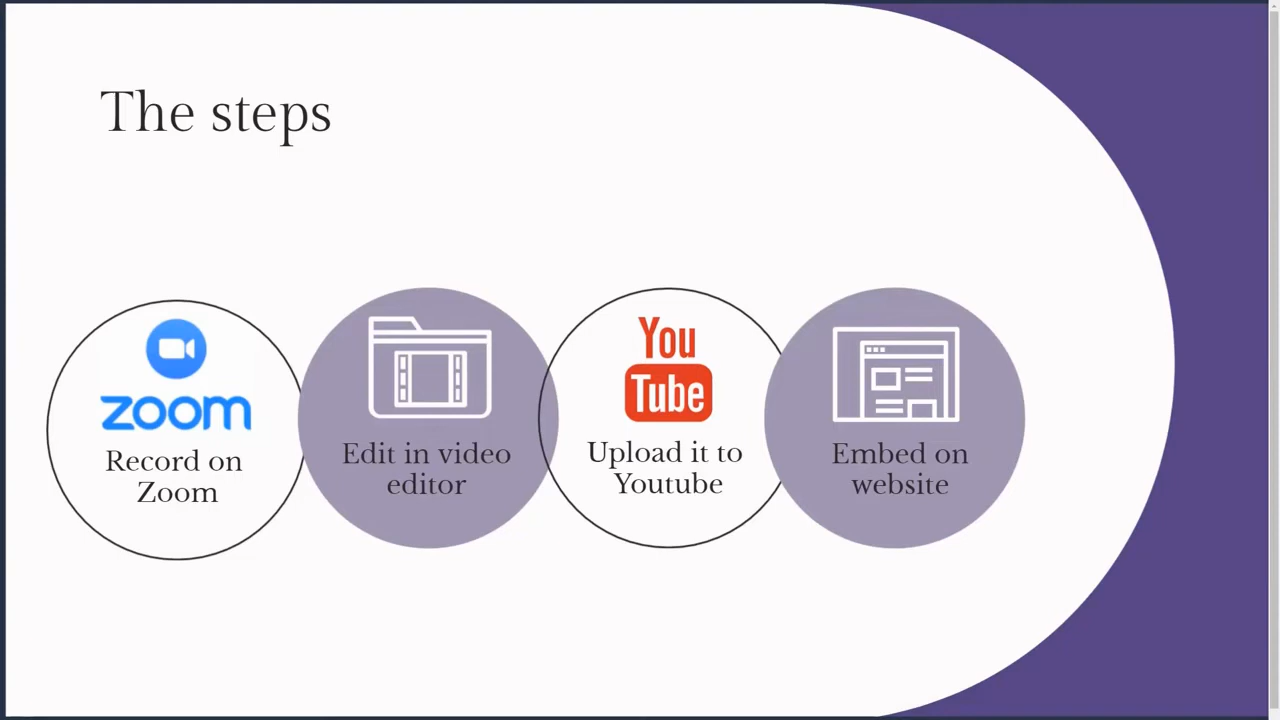 The steps
zoom
Record on
Zoom
Edit in video
editor
You
Tube
Upload it to
Youtube
Embed on
website